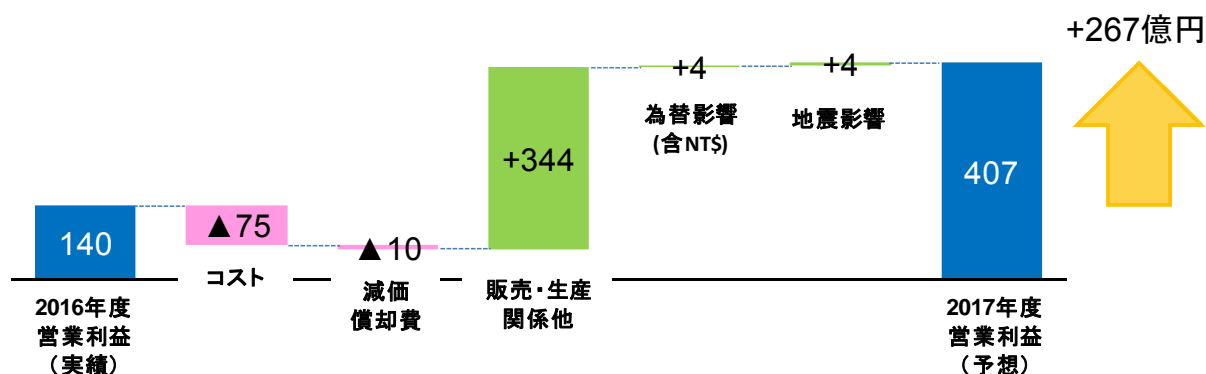 +267億円
+4
+4
為替影響
(含NT$)
地震影響
+344
407
140
▲75
▲10
コスト
減価
償却費
販売・生産
関係他
2016年度
営業利益
（実績）
2017年度
営業利益
（予想）